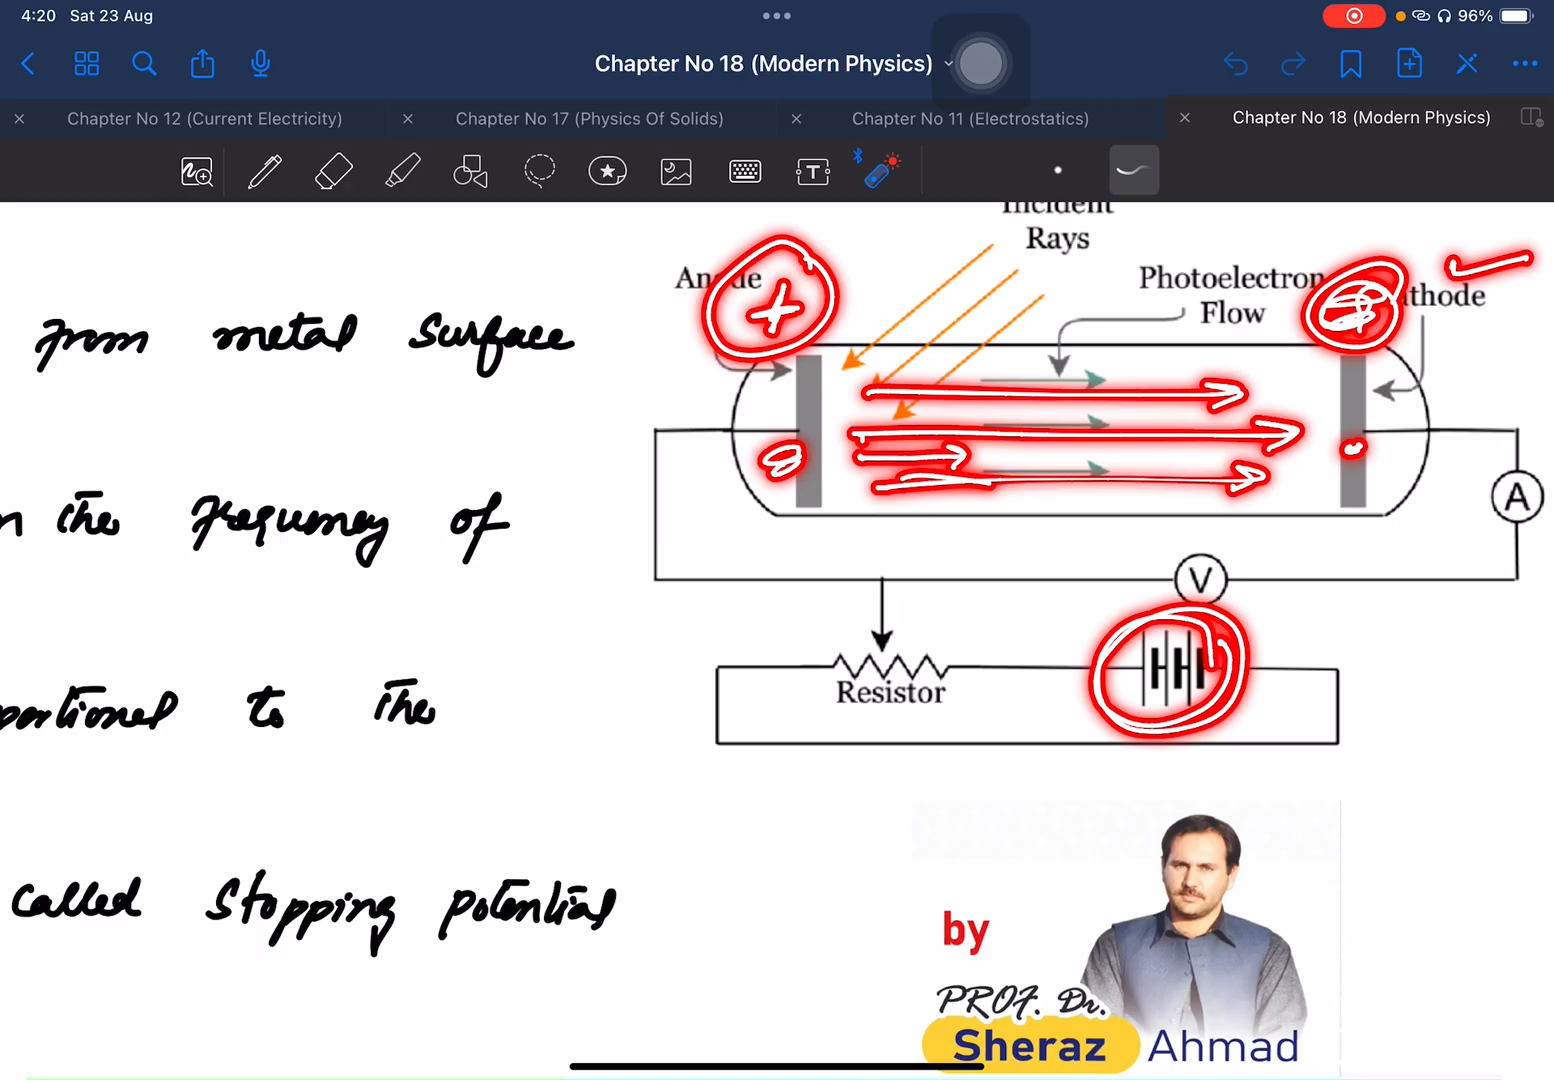 4:20 Sat 23 Aug
96%
Chapter No 18 (Modern Physics)
Chapter No 12 (Current Electricity)
Chapter No 17 (Physics Of Solids)
Chapter No 11 (Electrostatics)
Chapter No 18 (Modern Physics)
T
Incident
Rays
Photoelectron
Flow
from metal surface
the frequency of
to the
called stopping potential
A
V
Resistor
by
PROF. Dr.
Sheraz Ahmad